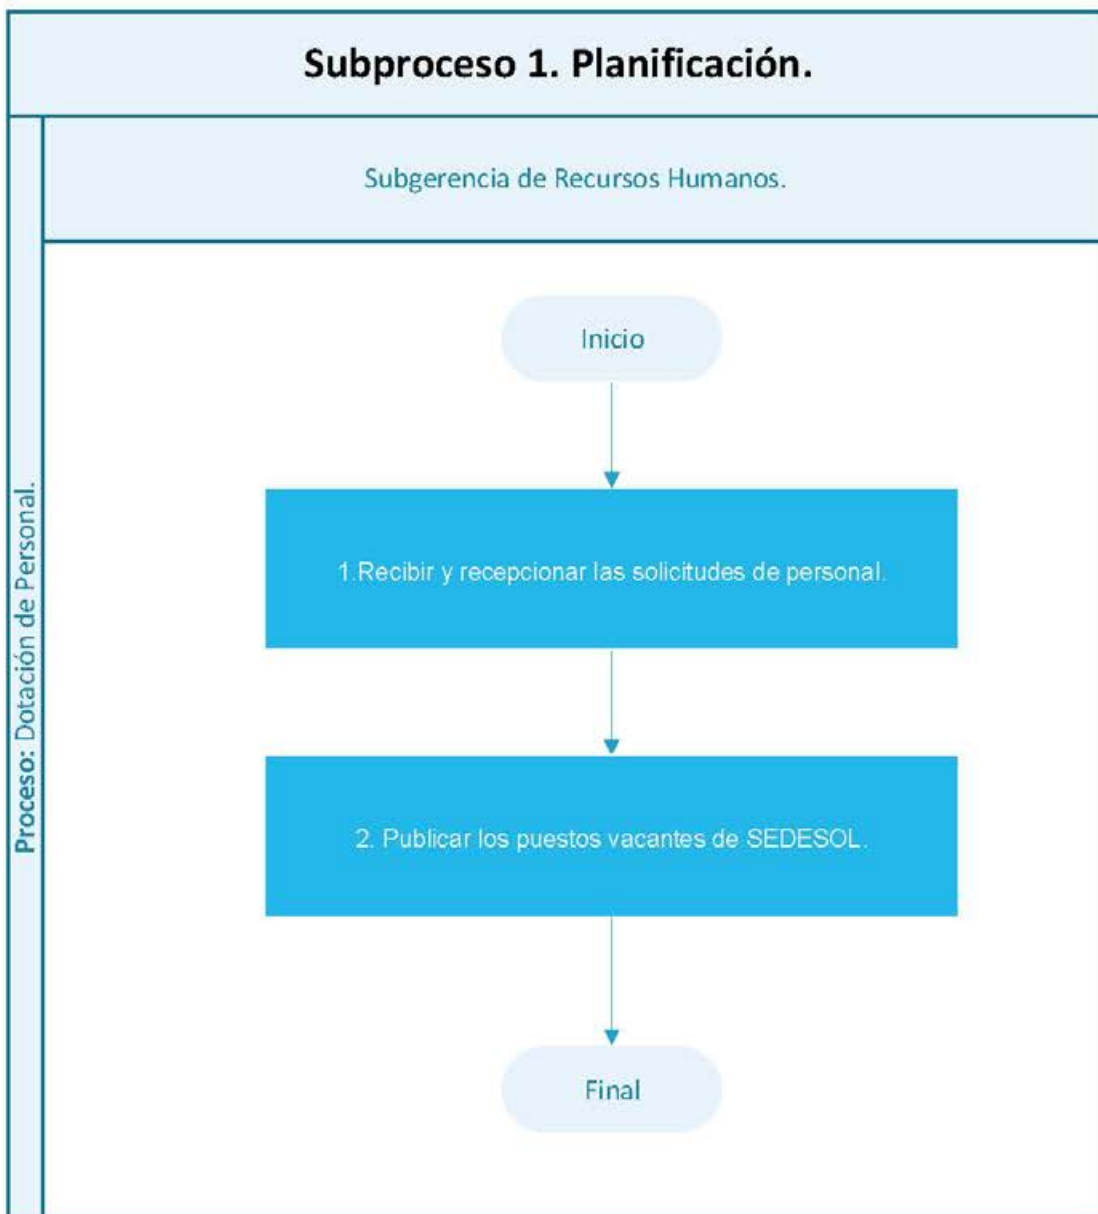 Subproceso 1. Planificación.
Subgerencia de Recursos Humanos.
Proceso: Dotación de Personal.
Inicio
1.Recibir y recepcionar las solicitudes de personal.
2. Publicar los puestos vacantes de SEDESOL.
Final